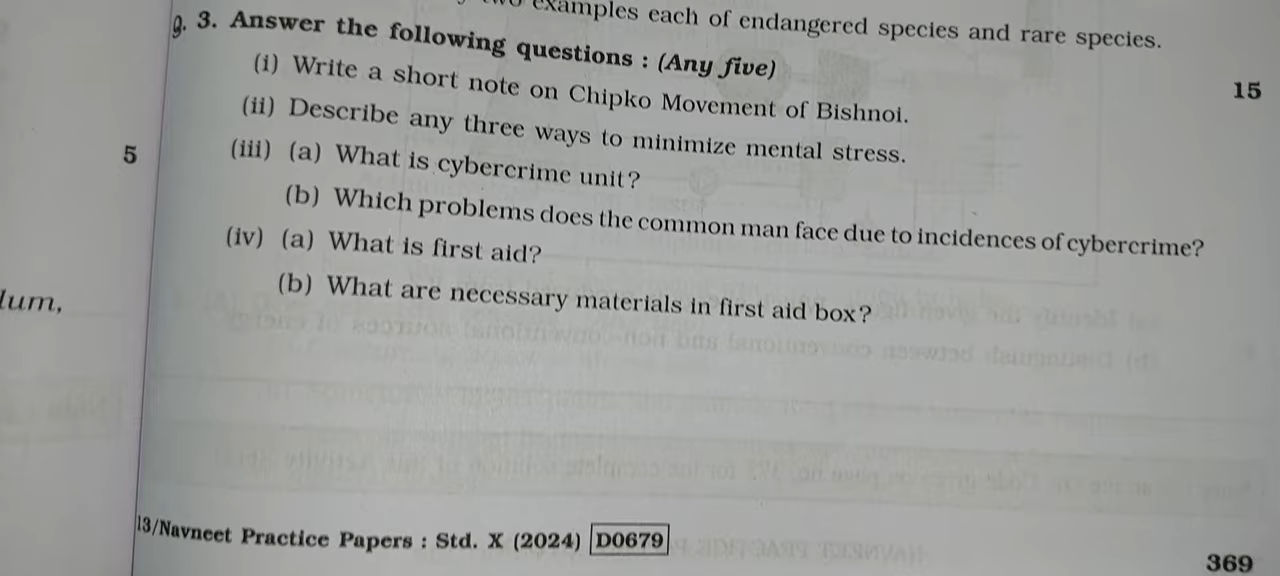 examples each of endangered species and rare species.
g. 3. Answer the following questions : (Any five)
15
(i) Write a short note on Chipko Movement of Bishnoi.
(ii) Describe any three ways to minimize mental stress.
5
(iii) (a) What is cybercrime unit?
(b) Which problems does the common man face due to incidences of cybercrime?
(iv) (a) What is first aid?
(b) What are necessary materials in first aid box?
lum,
13/Navneet Practice Papers : Std. X (2024) D0679
369